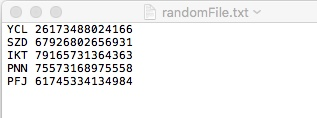 randomFile.txt
YCL 26173488024166
SZD 67926802656931
IKT 79165731364363
PNN 75573168975558
PFJ 61745334134984